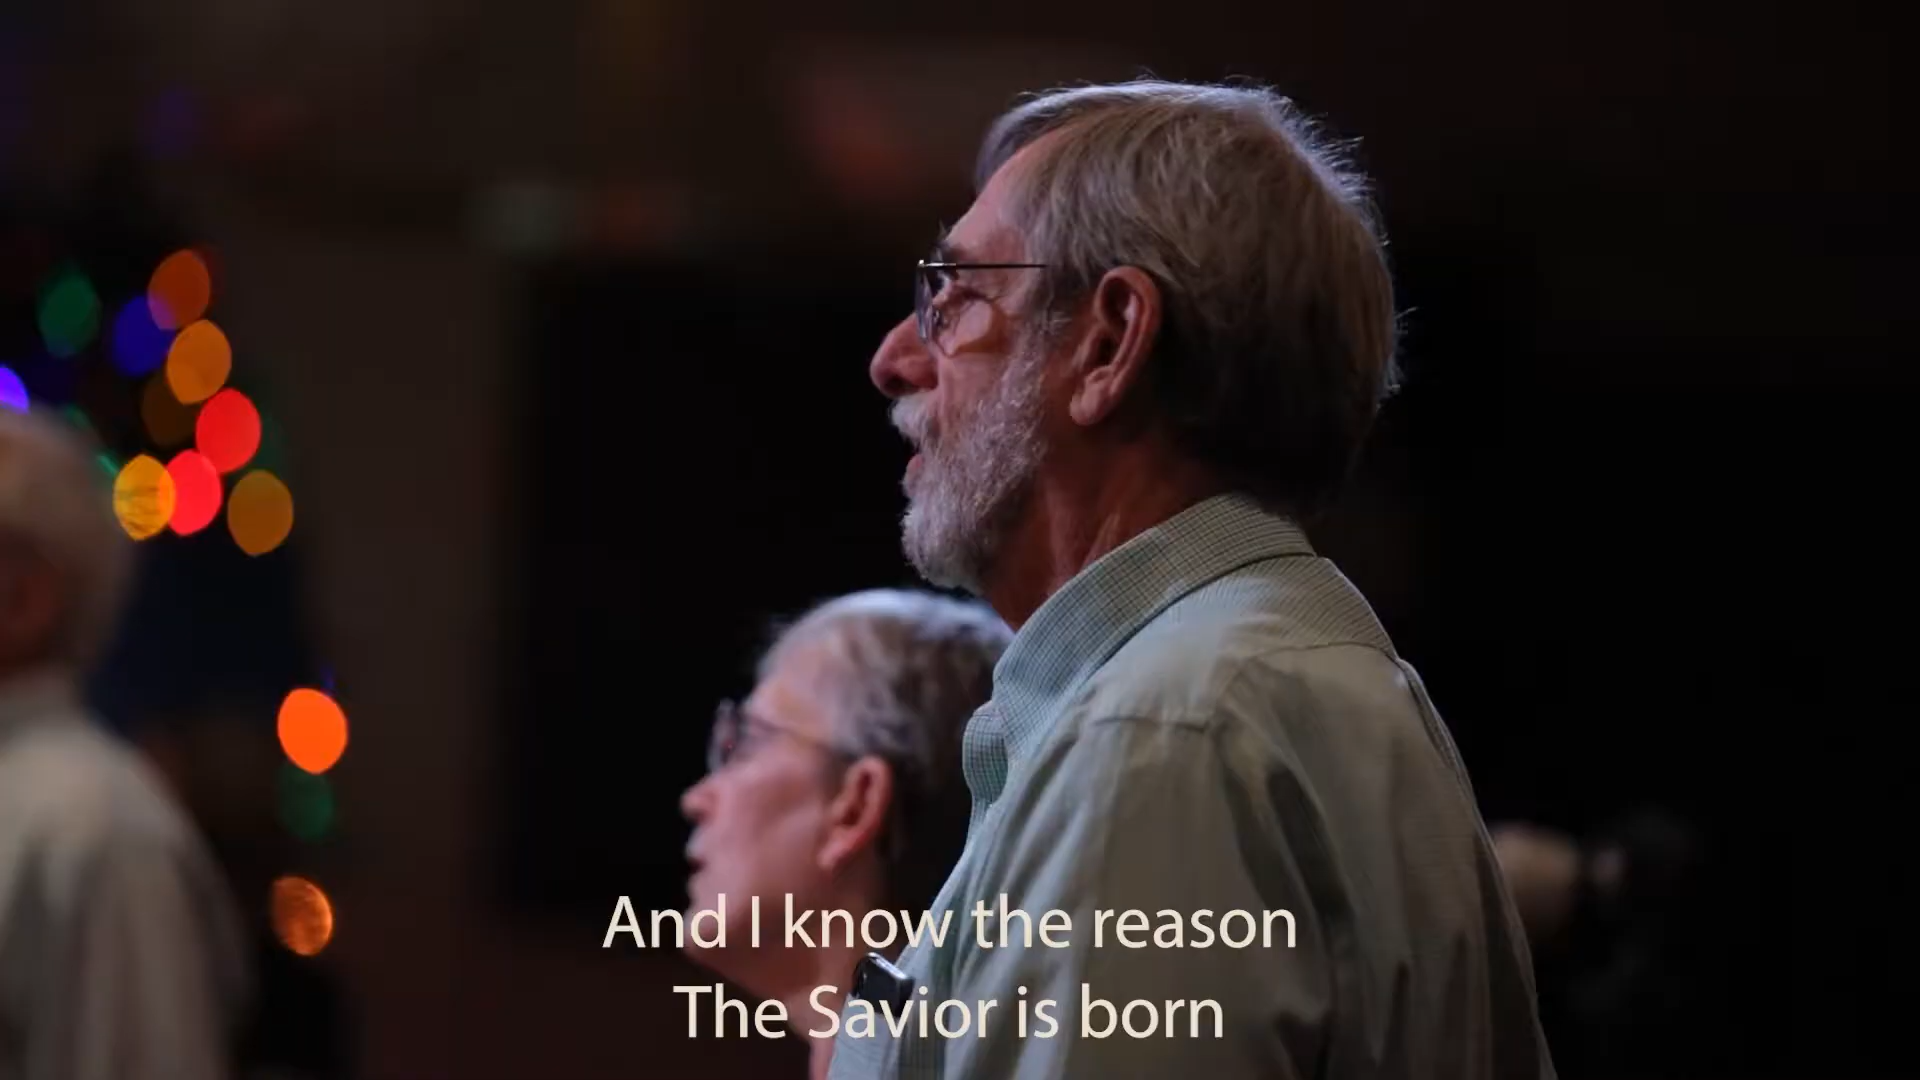 And I know the reason
The Savior is born